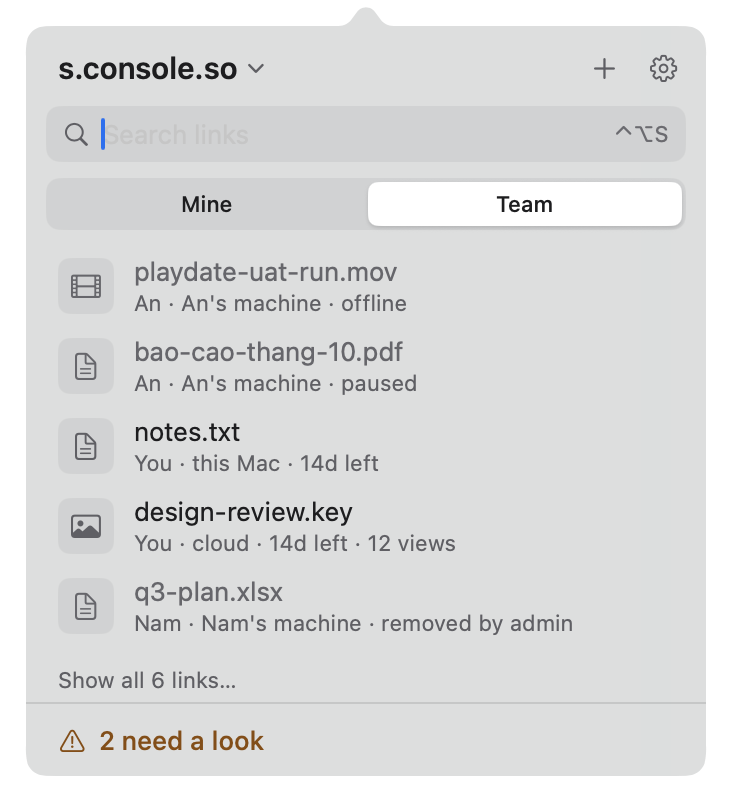 s.console.so
Search links ⌃⌥S
Mine Team
playdate-uat-run.mov
An · An's machine · offline
bao-cao-thang-10.pdf
An · An's machine · paused
notes.txt
You · this Mac · 14d left
design-review.key
You · cloud · 14d left · 12 views
q3-plan.xlsx
Nam · Nam's machine · removed by admin
Show all 6 links...
2 need a look